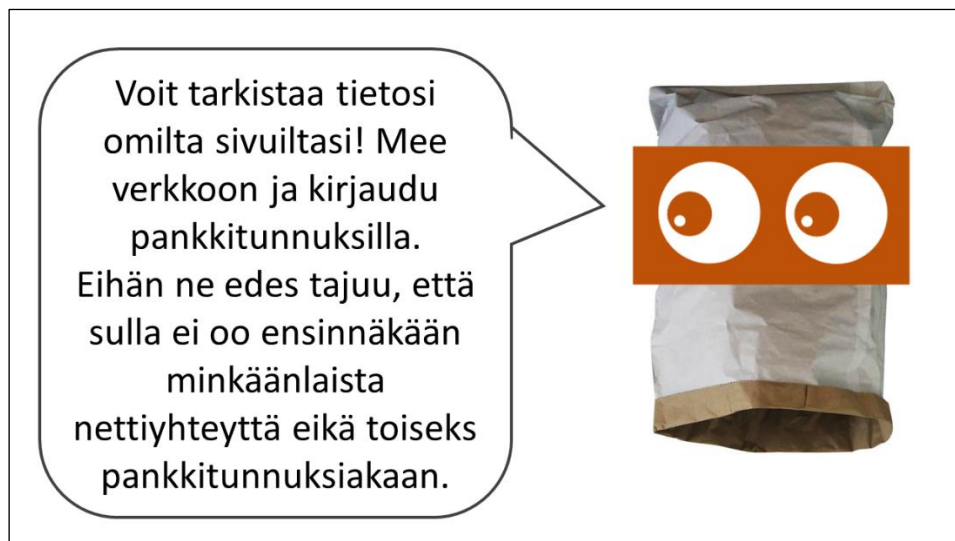 Voit tarkistaa tietosi
omilta sivuiltasi! Mee
verkkoon ja kirjaudu
pankkitunnuksilla.
Eihän ne edes tajuu, että
sulla ei oo ensinnäkään
minkäänlaista
nettiyhteyttä eikä toiseks
pankkitunnuksiakaan.